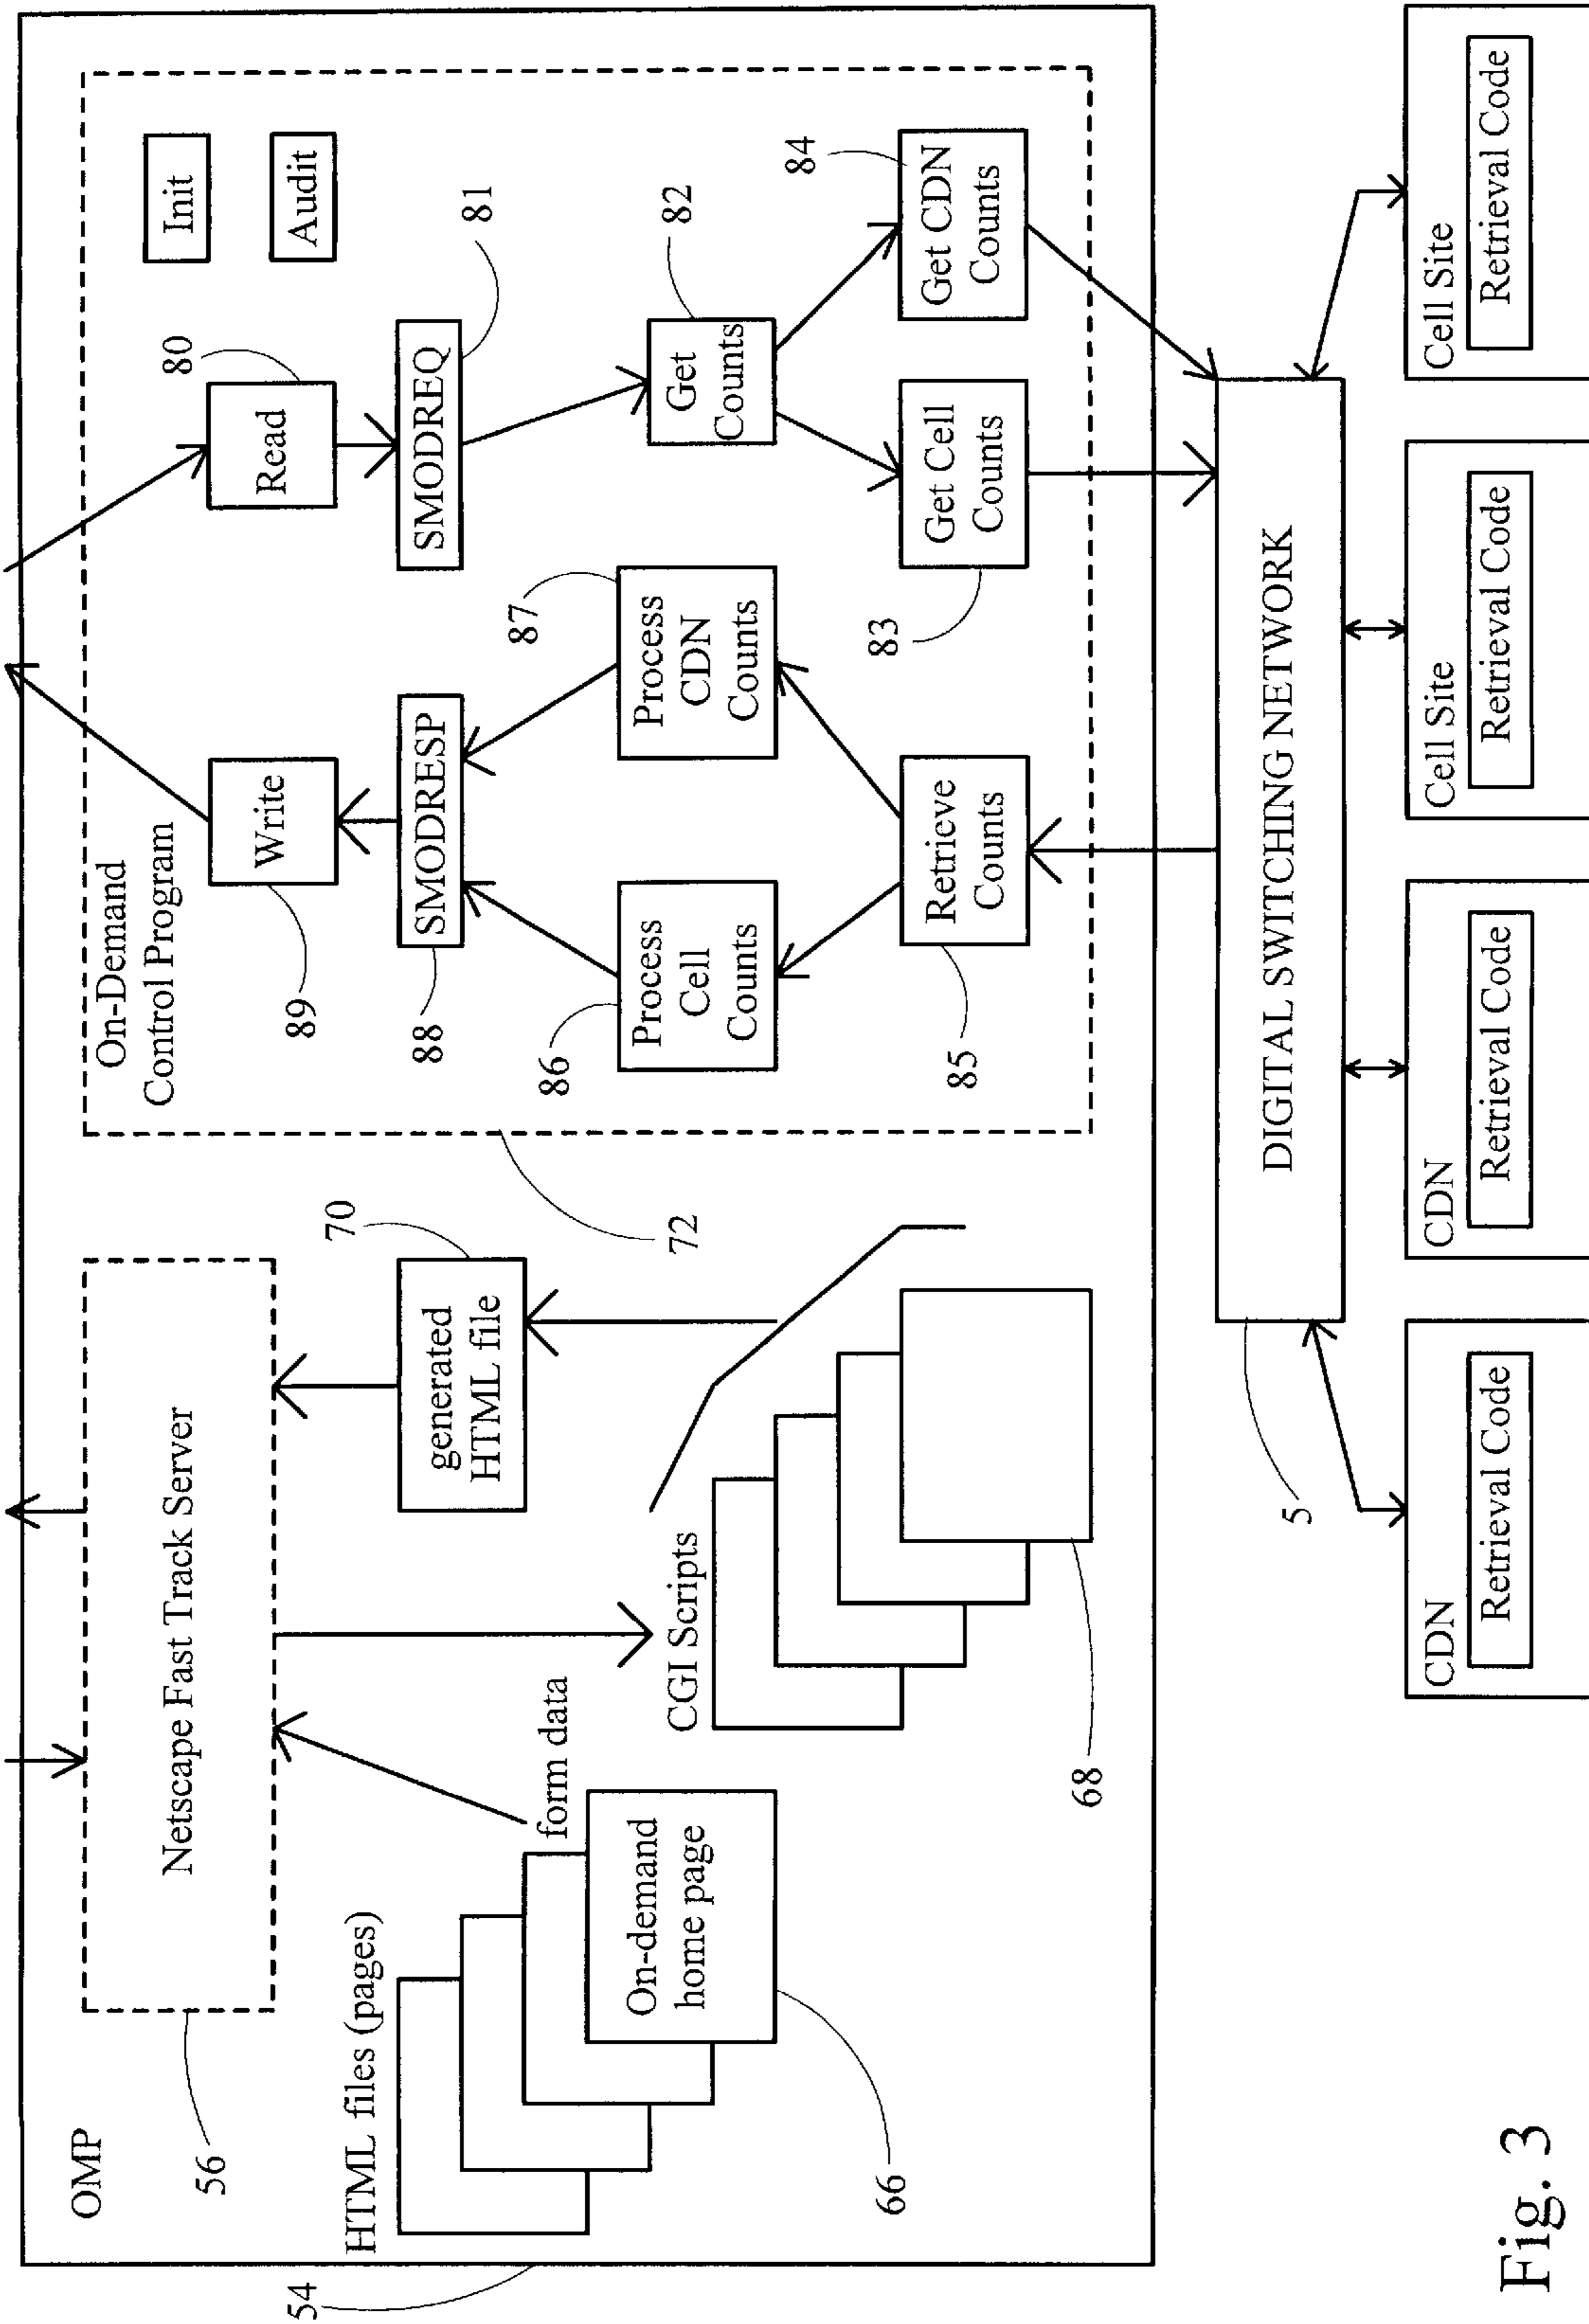 OMP
54
56
Netscape Fast Track Server
HTML files (pages)
On-demand
home page
66
form data
CGI Scripts
68
generated
HTML file
70
72
On-Demand
Control Program
Init
Audit
Read
80
SMODREQ
81
Get
Counts
82
Get Cell
Counts
83
Get CDN
Counts
84
Retrieve
Counts
85
Process
Cell
Counts
86
Process
CDN
Counts
87
SMODRESP
88
Write
89
DIGITAL SWITCHING NETWORK
5
CDN
Retrieval Code
CDN
Retrieval Code
Cell Site
Retrieval Code
Cell Site
Retrieval Code
Fig. 3